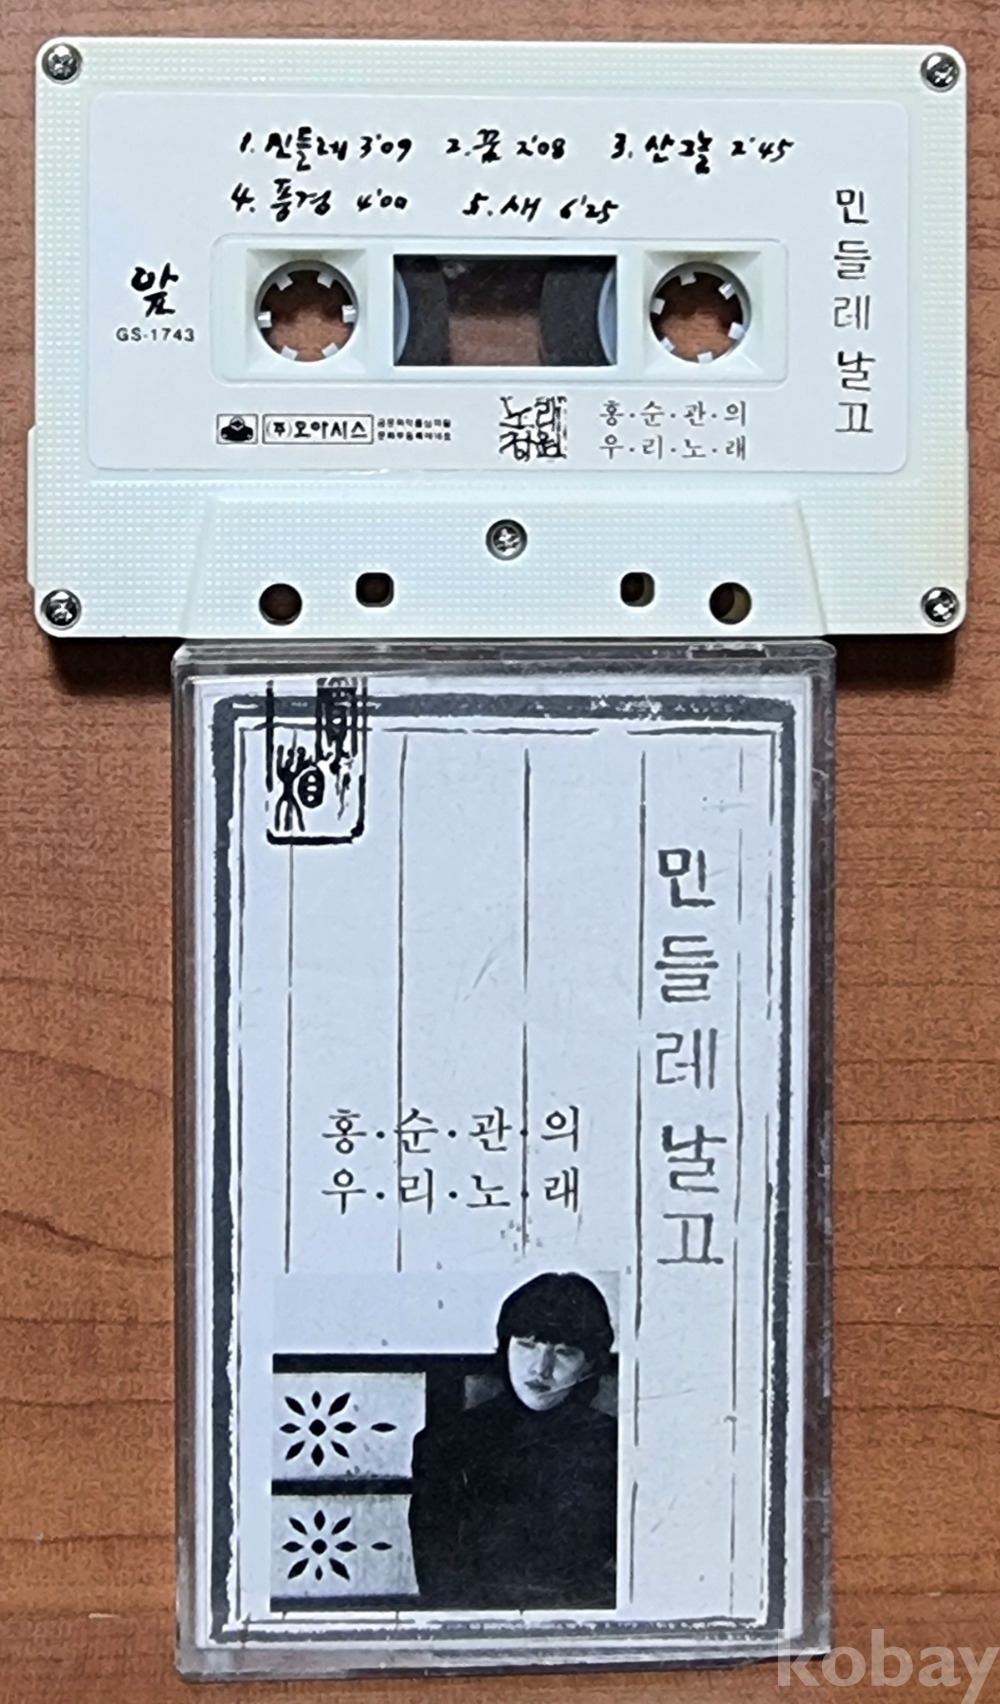 1. 민들레 3'09 2. 꿈 2'08 3. 산그늘 2'45
4. 풍경 4'00 5. 새 6'25
앞
GS-1743
민들레날고
(주)오아시스
노래
홍·순·관·의
우·리·노·래
민들레날고
홍·순·관·의
우·리·노·래
kobay